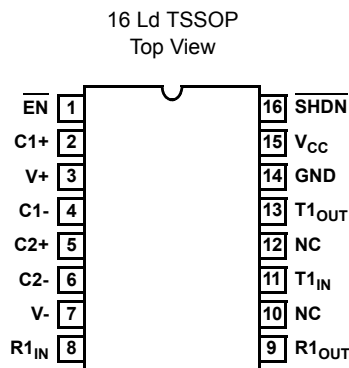 16 Ld TSSOP
Top View
EN 1 16 SHDN
C1+ 2 15 VCC
V+ 3 14 GND
C1- 4 13 T1OUT
C2+ 5 12 NC
C2- 6 11 T1IN
V- 7 10 NC
R1IN 8 9 R1OUT